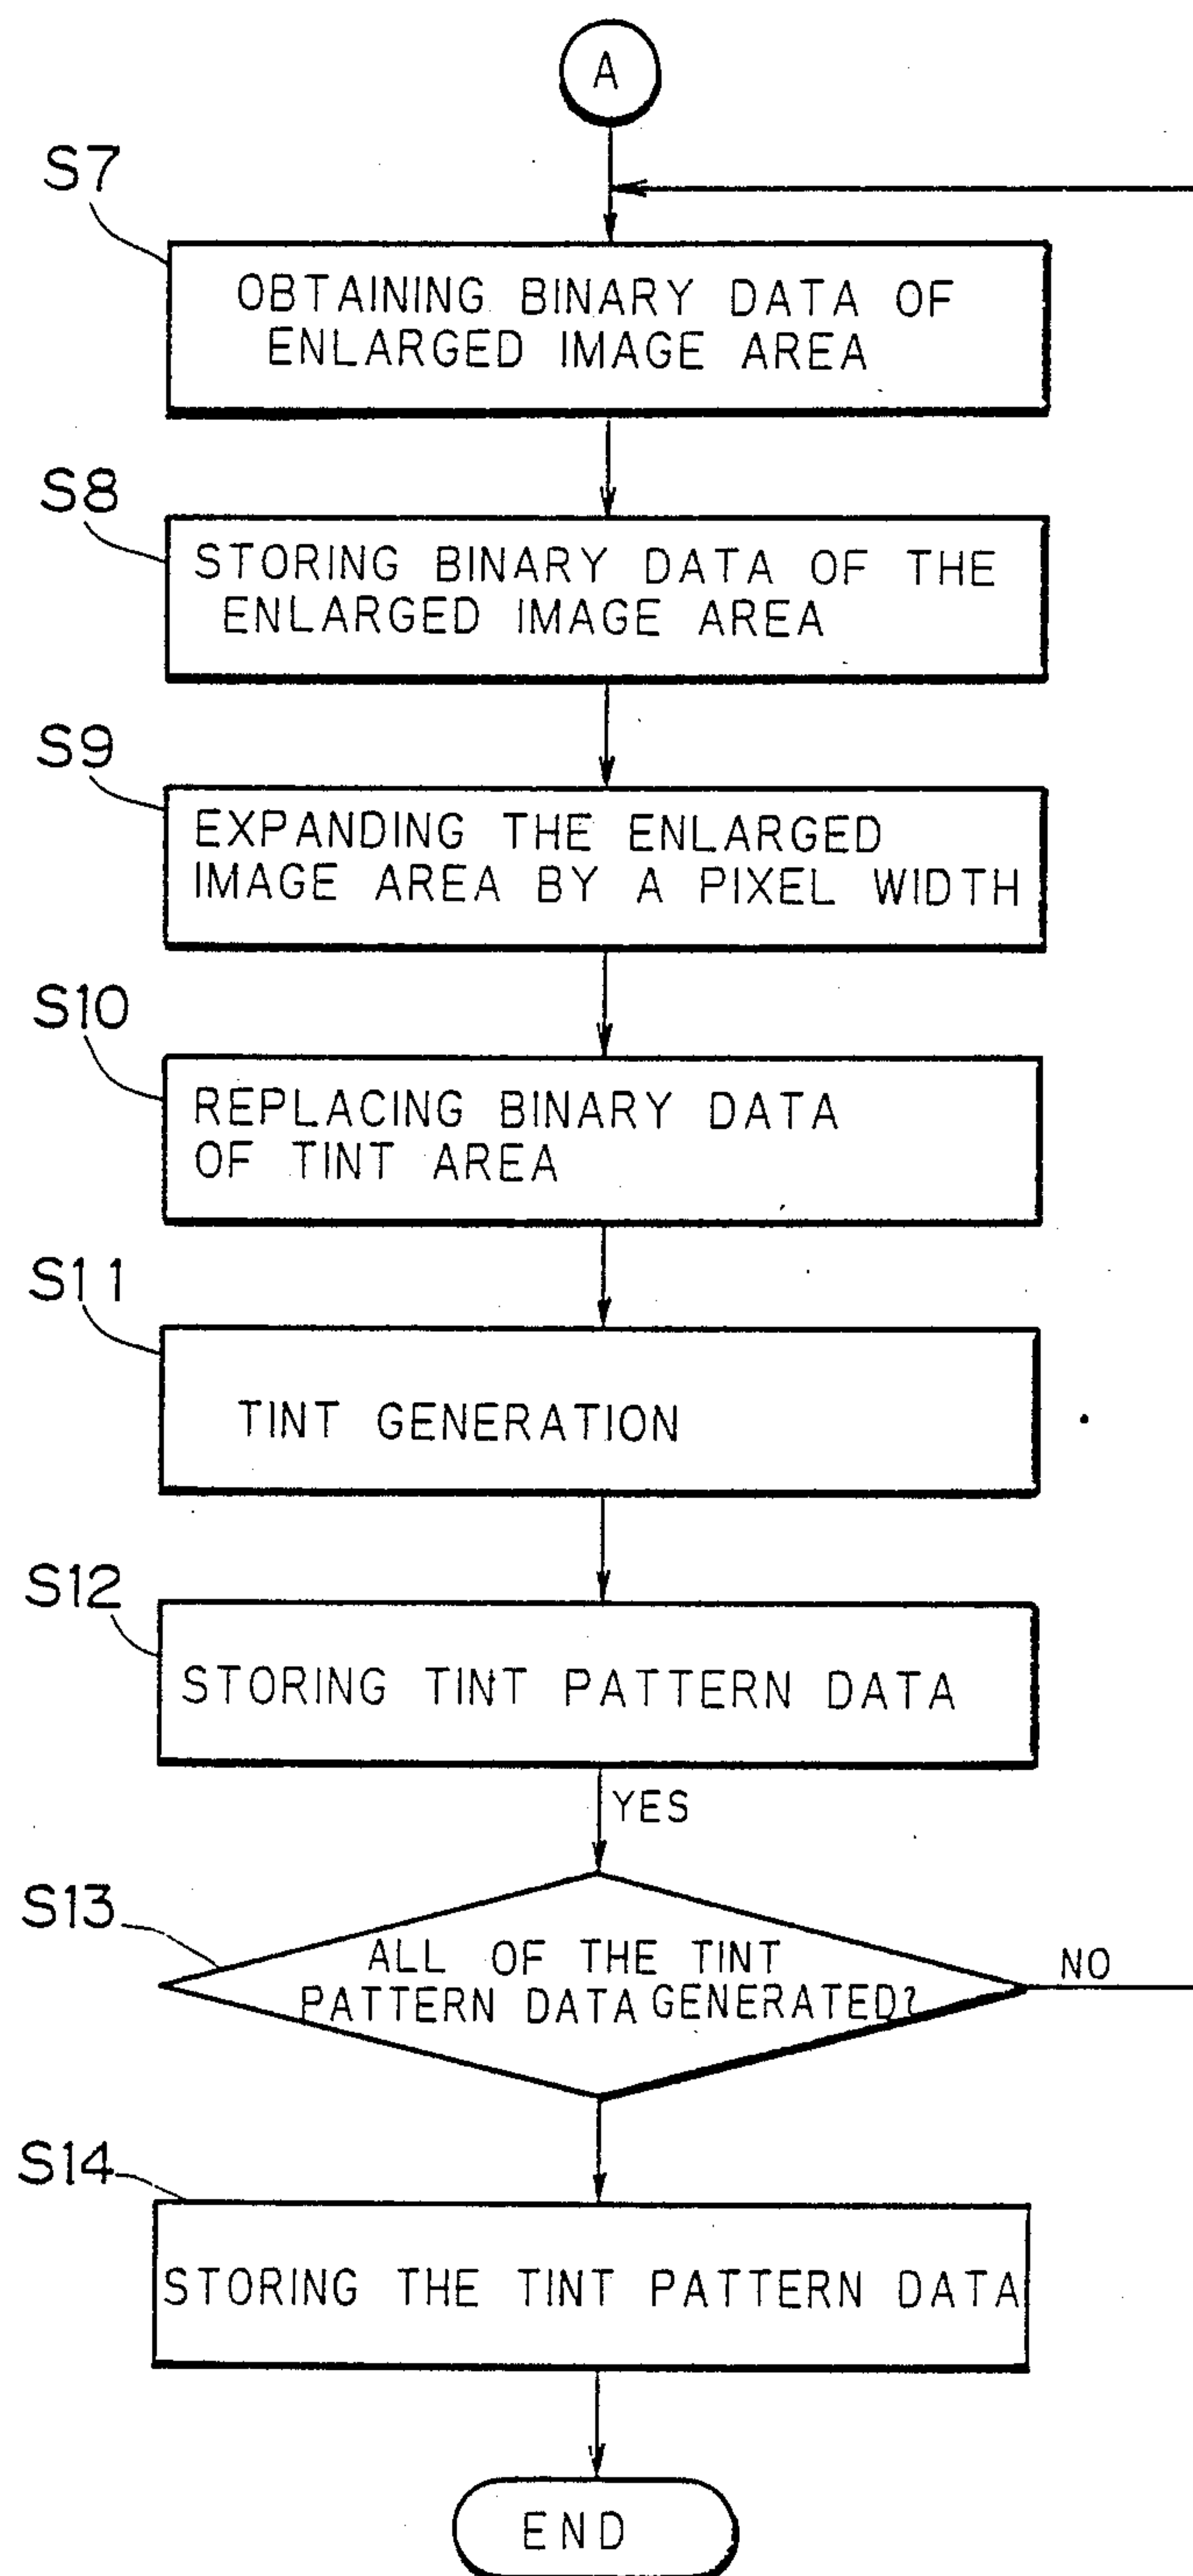 A
S7
OBTAINING BINARY DATA OF
ENLARGED IMAGE AREA
S8
STORING BINARY DATA OF THE
ENLARGED IMAGE AREA
S9
EXPANDING THE ENLARGED
IMAGE AREA BY A PIXEL WIDTH
S10
REPLACING BINARY DATA
OF TINT AREA
S11
TINT GENERATION
S12
STORING TINT PATTERN DATA
YES
S13
ALL OF THE TINT
PATTERN DATA GENERATED?
NO
S14
STORING THE TINT PATTERN DATA
END